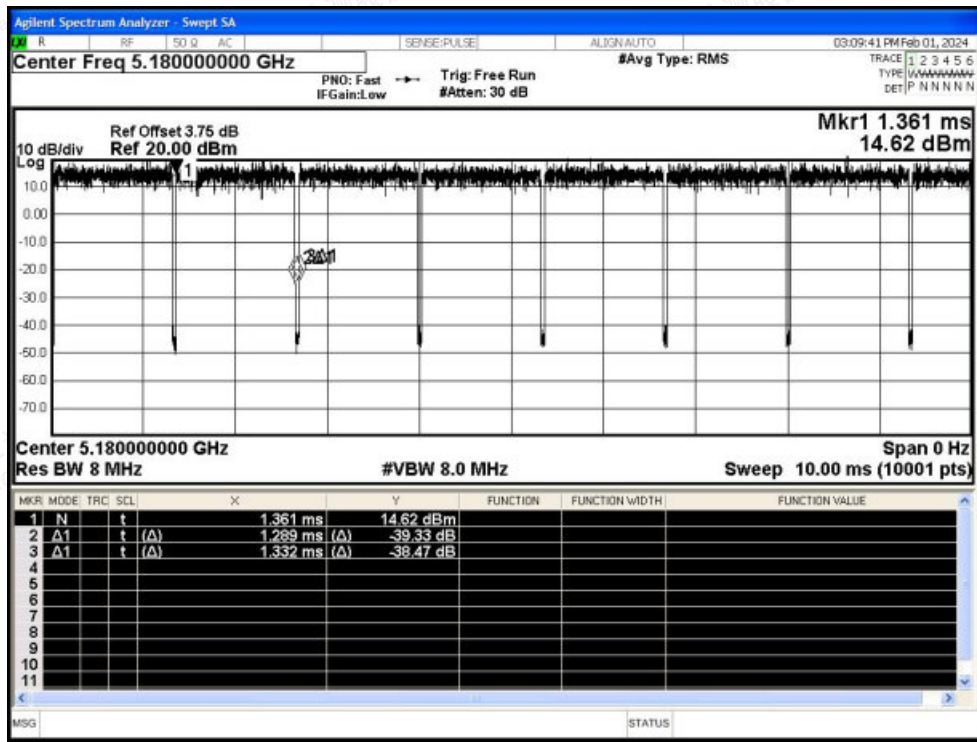 Agilent Spectrum Analyzer - Swept SA
R RF 50 Ω AC SENSE:PULSE ALIGNAUTO 03:09:41 PM Feb 01, 2024
Center Freq 5.180000000 GHz #Avg Type: RMS TRACE 1 2 3 4 5 6
PNO: Fast Trig: Free Run TYPE
IFGain:Low #Atten: 30 dB DET P N N N N N
Mkr1 1.361 ms
Ref Offset 3.75 dB
10 dB/div Ref 20.00 dBm 14.62 dBm
Log
1
10.0
0.00
-10.0
-20.0
-30.0
-40.0
-50.0
-60.0
-70.0
Center 5.180000000 GHz Span 0 Hz
Res BW 8 MHz #VBW 8.0 MHz Sweep 10.00 ms (10001 pts)
MKR MODE TRC SCL X Y FUNCTION FUNCTION WIDTH FUNCTION VALUE
1 N t 1.361 ms 14.62 dBm
2 Δ1 t (Δ) 1.289 ms (Δ) -39.33 dB
3 Δ1 t (Δ) 1.332 ms (Δ) -38.47 dB
4
5
6
7
8
9
10
11
MSG STATUS